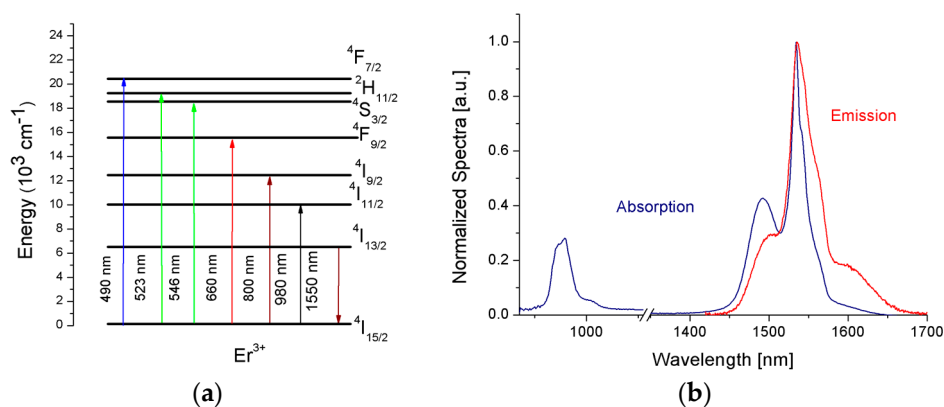 24
22
20
18
16
14
12
10
8
6
4
2
0
Energy (10³ cm⁻¹)
⁴F₇/₂
²H₁₁/₂
⁴S₃/₂
⁴F₉/₂
⁴I₉/₂
⁴I₁₁/₂
⁴I₁₃/₂
⁴I₁₅/₂
490 nm
523 nm
546 nm
660 nm
800 nm
980 nm
1550 nm
Er³⁺
(a)
1.0
0.8
0.6
0.4
0.2
0.0
Normalized Spectra [a.u.]
Emission
Absorption
1000 1400 1500 1600 1700
Wavelength [nm]
(b)